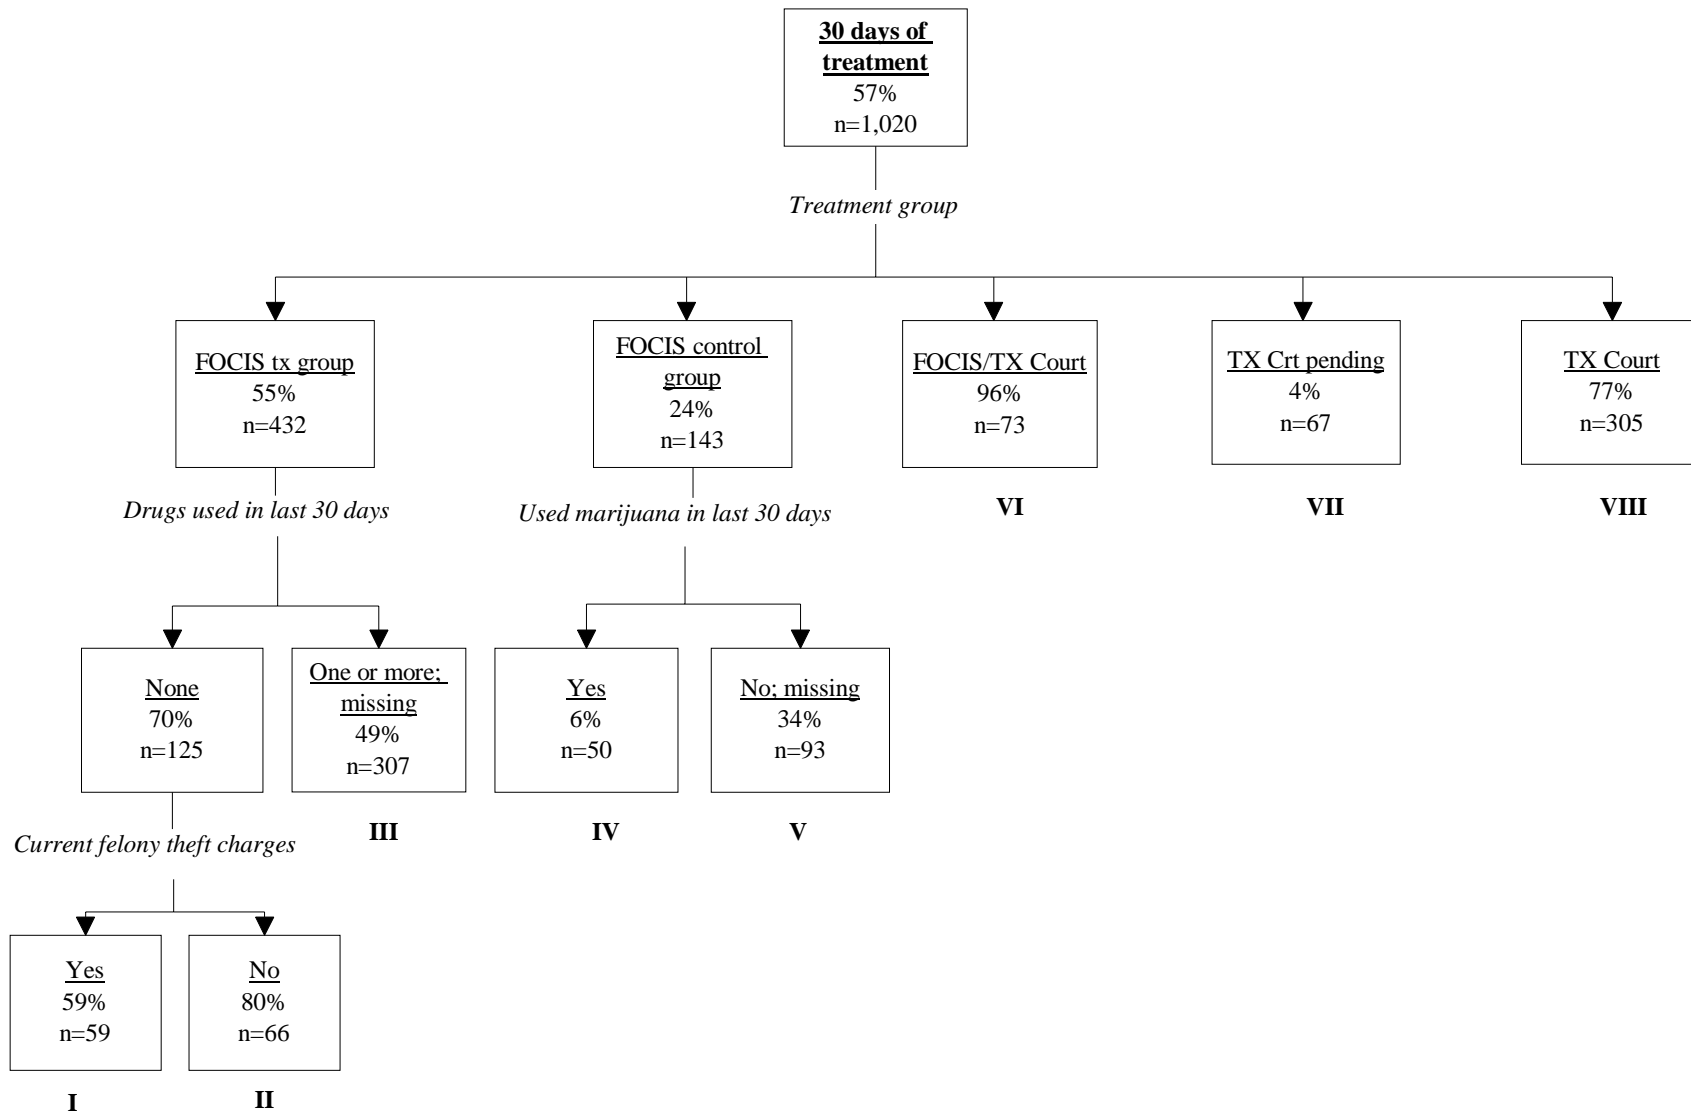 30 days of
treatment
57%
n=1,020
Treatment group
FOCIS tx group
55%
n=432
FOCIS control
group
24%
n=143
FOCIS/TX Court
96%
n=73
TX Crt pending
4%
n=67
TX Court
77%
n=305
Drugs used in last 30 days
Used marijuana in last 30 days
VI
VII
VIII
None
70%
n=125
One or more;
missing
49%
n=307
Yes
6%
n=50
No; missing
34%
n=93
Current felony theft charges
III
IV
V
Yes
59%
n=59
No
80%
n=66
I
II